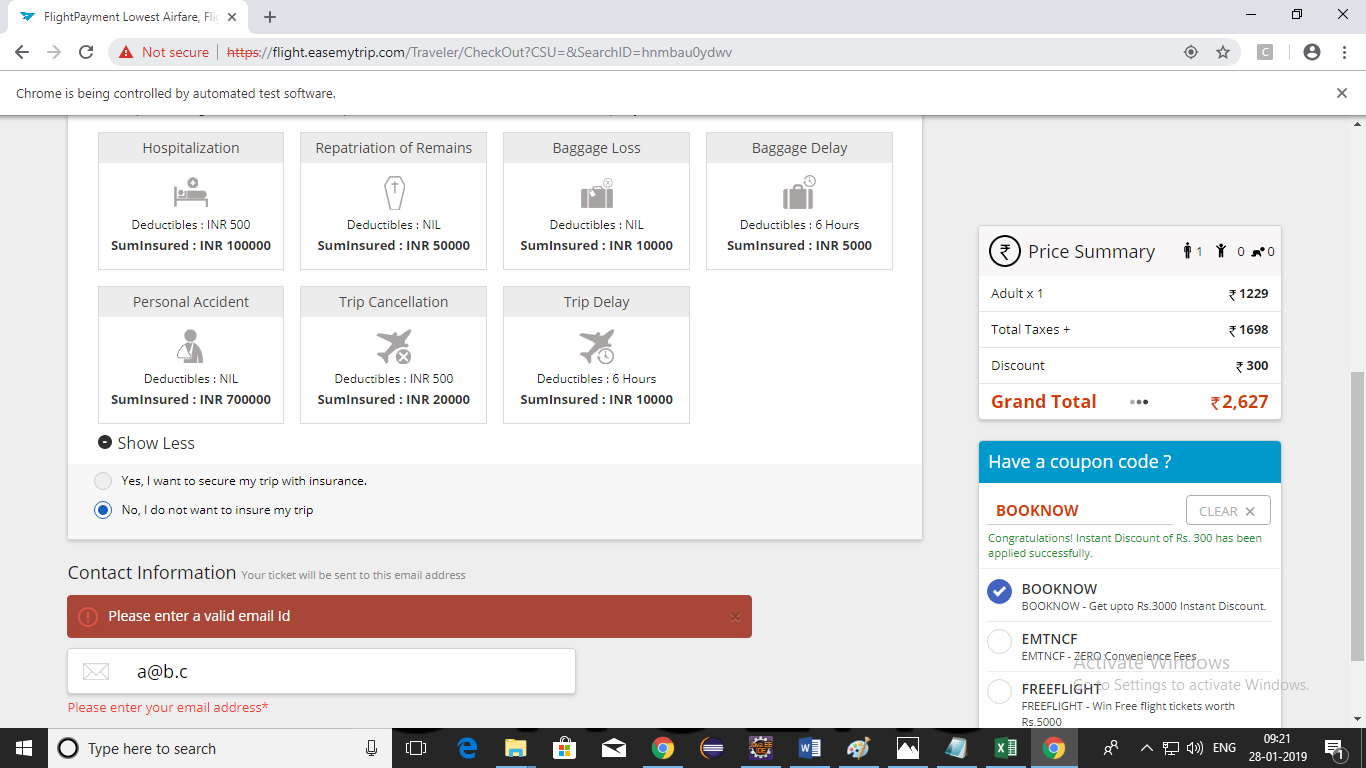 FlightPayment Lowest Airfare, Flig
Not secure | https://flight.easemytrip.com/Traveler/CheckOut?CSU=&SearchID=hnmbau0ydwv
C
Chrome is being controlled by automated test software.
Hospitalization
Deductibles : INR 500
SumInsured : INR 100000
Repatriation of Remains
Deductibles : NIL
SumInsured : INR 50000
Baggage Loss
Deductibles : NIL
SumInsured : INR 10000
Baggage Delay
Deductibles : 6 Hours
SumInsured : INR 5000
Personal Accident
Deductibles : NIL
SumInsured : INR 700000
Trip Cancellation
Deductibles : INR 500
SumInsured : INR 20000
Trip Delay
Deductibles : 6 Hours
SumInsured : INR 10000
Show Less
Yes, I want to secure my trip with insurance.
No, I do not want to insure my trip
Contact Information Your ticket will be sent to this email address
Please enter a valid email Id ×
a@b.c
Please enter your email address*
₹ Price Summary 1 0 0
Adult x 1 ₹ 1229
Total Taxes + ₹ 1698
Discount ₹ 300
Grand Total ₹ 2,627
Have a coupon code ?
BOOKNOW CLEAR ✕
Congratulations! Instant Discount of Rs. 300 has been
applied successfully.
BOOKNOW
BOOKNOW - Get upto Rs.3000 Instant Discount.
EMTNCF
EMTNCF - ZERO Convenience Fees
Activate Windows
Go to Settings to activate Windows.
FREEFLIGHT
FREEFLIGHT - Win Free flight tickets worth
Rs.5000
Type here to search
ENG
09:21
28-01-2019
1